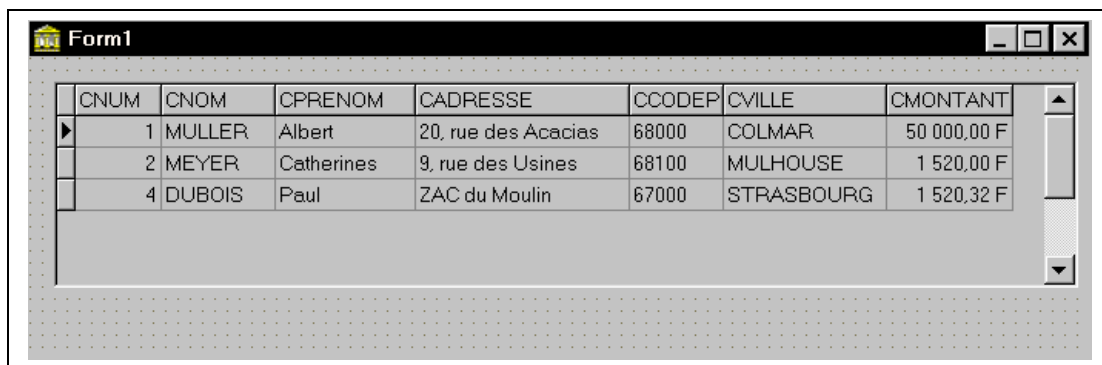 Form1
CNUM CNOM CPRENOM CADRESSE CCODEP CVILLE CMONTANT
1 MULLER Albert 20, rue des Acacias 68000 COLMAR 50 000,00 F
2 MEYER Catherines 9, rue des Usines 68100 MULHOUSE 1 520,00 F
4 DUBOIS Paul ZAC du Moulin 67000 STRASBOURG 1 520,32 F